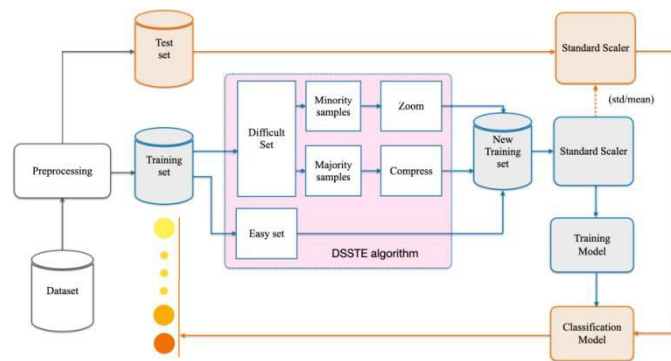 Test
set
Standard Scaler
(std/mean)
Preprocessing
Training
set
Difficult
Set
Minority
samples
Zoom
Majority
samples
Compress
New
Training
set
Standard Scaler
Easy set
DSSTE algorithm
Dataset
Training
Model
Classification
Model